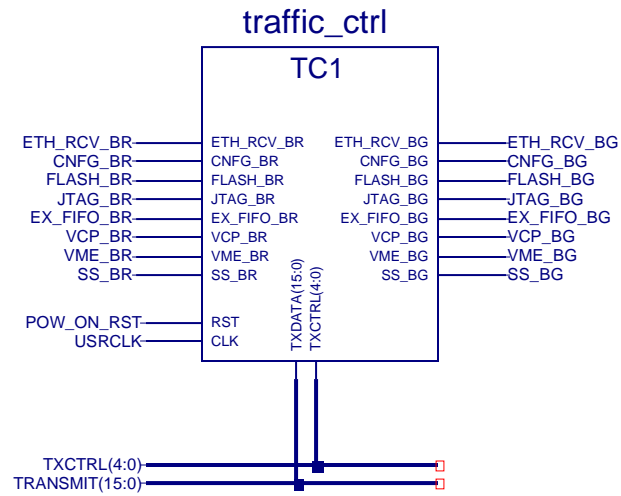 traffic_ctrl
TC1
ETH_RCV_BR ETH_RCV_BR ETH_RCV_BG ETH_RCV_BG
CNFG_BR CNFG_BR CNFG_BG CNFG_BG
FLASH_BR FLASH_BR FLASH_BG FLASH_BG
JTAG_BR JTAG_BR JTAG_BG JTAG_BG
EX_FIFO_BR EX_FIFO_BR EX_FIFO_BG EX_FIFO_BG
VCP_BR VCP_BR VCP_BG VCP_BG
VME_BR VME_BR VME_BG VME_BG
SS_BR SS_BR SS_BG SS_BG
TXDATA(15:0)
TXCTRL(4:0)
POW_ON_RST RST
USRCLK CLK
TXCTRL(4:0)
TRANSMIT(15:0)